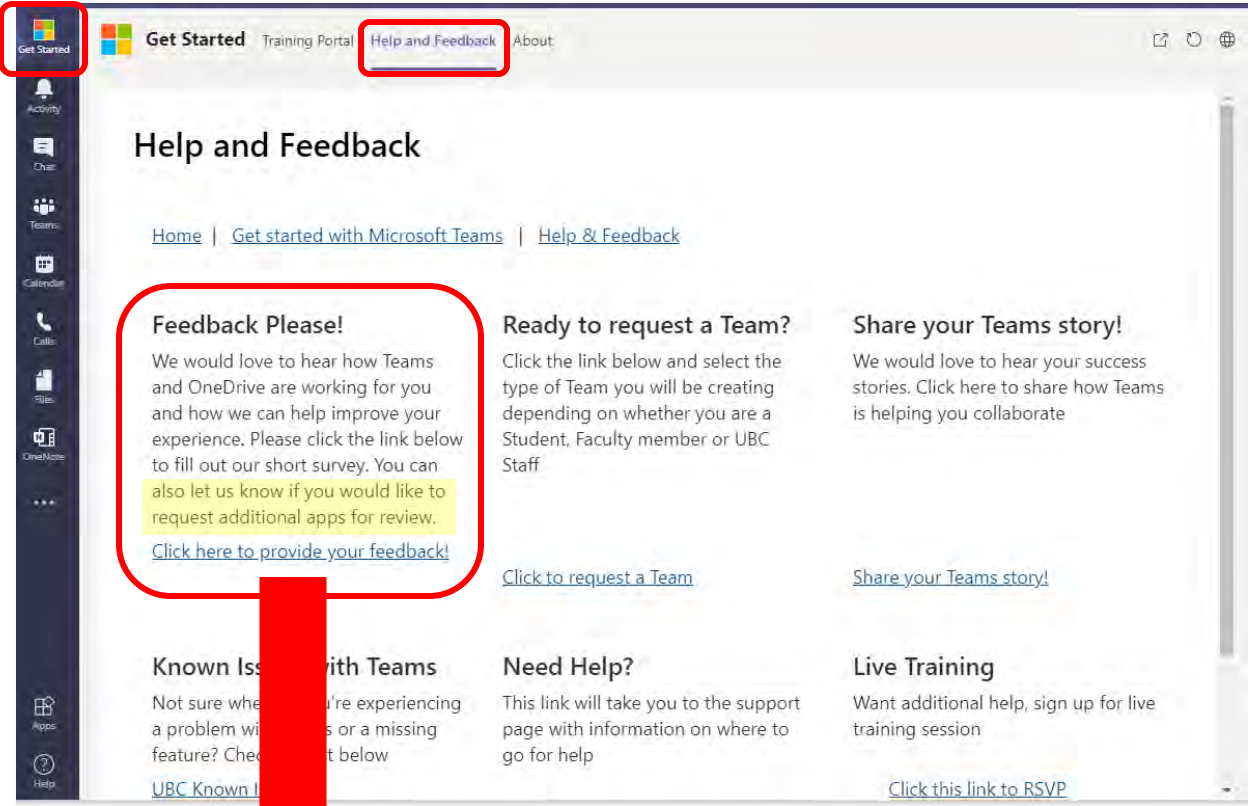 Get Started
Activity
Chat
Teams
Calendar
Calls
Files
OneNote
Apps
Help
Get Started Training Portal Help and Feedback About
Help and Feedback
Home | Get started with Microsoft Teams | Help & Feedback
Feedback Please!
We would love to hear how Teams
and OneDrive are working for you
and how we can help improve your
experience. Please click the link below
to fill out our short survey. You can
also let us know if you would like to
request additional apps for review.
Click here to provide your feedback!
Ready to request a Team?
Click the link below and select the
type of Team you will be creating
depending on whether you are a
Student, Faculty member or UBC
Staff
Click to request a Team
Share your Teams story!
We would love to hear your success
stories. Click here to share how Teams
is helping you collaborate
Share your Teams story!
Known with Teams
Not sure experiencing
a problem or a missing
feature? below
UBC Known
Need Help?
This link will take you to the support
page with information on where to
go for help
Live Training
Want additional help, sign up for live
training session
Click this link to RSVP